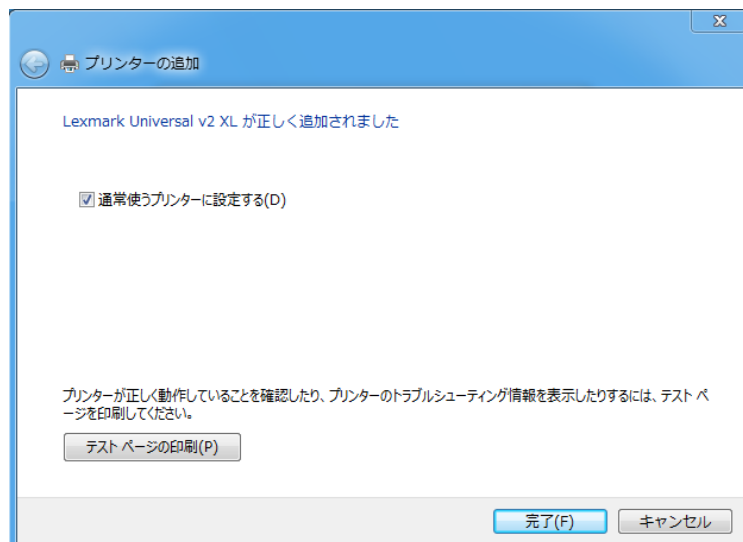 プリンターの追加
Lexmark Universal v2 XL が正しく追加されました
通常使うプリンターに設定する(D)
プリンターが正しく動作していることを確認したり、プリンターのトラブルシューティング情報を表示したりするには、テスト ペ
ージを印刷してください。
テスト ページの印刷(P)
完了(F) キャンセル